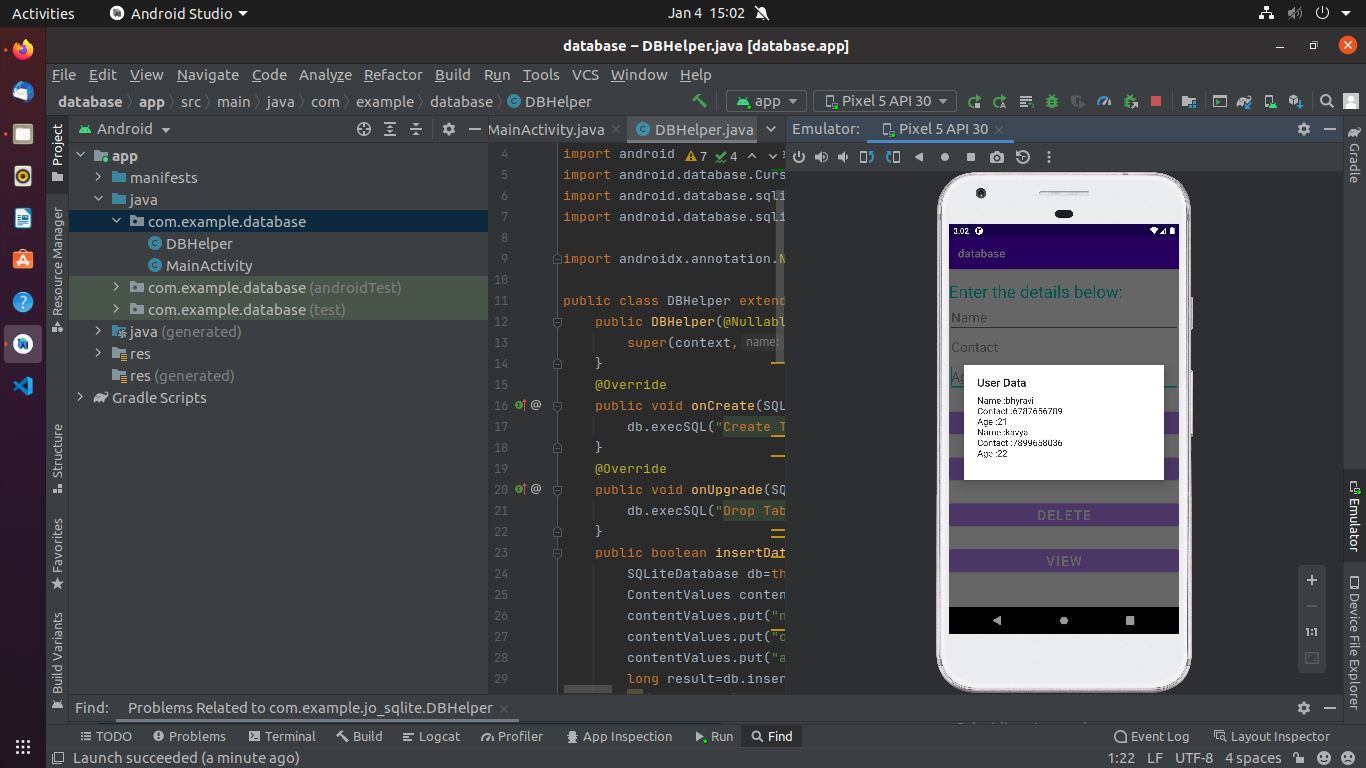 Activities
Android Studio
Jan 4 15:02
database – DBHelper.java [database.app]
File Edit View Navigate Code Analyze Refactor Build Run Tools VCS Window Help
database
app
src
main
java
com
example
database
DBHelper
app
Pixel 5 API 30
Project
Resource Manager
Structure
Favorites
Build Variants
Android
app
manifests
java
com.example.database
DBHelper
MainActivity
com.example.database (androidTest)
com.example.database (test)
java (generated)
res
res (generated)
Gradle Scripts
MainActivity.java
DBHelper.java
7
4
4 import android
5 import android.database.Curs
6 import android.database.sqli
7 import android.database.sqli
8
9 import androidx.annotation.N
10
11 public class DBHelper extend
12 public DBHelper(@Nullabl
13 super(context, name:
14 }
15 @Override
16 @ public void onCreate(SQL
17 db.execSQL("Create T
18 }
19 @Override
20 @ public void onUpgrade(SQ
21 db.execSQL("Drop Tab
22 }
23 public boolean insertDat
24 SQLiteDatabase db=th
25 ContentValues conten
26 contentValues.put("n
27 contentValues.put("c
28 contentValues.put("a
29 long result=db.inser
Emulator:
Pixel 5 API 30
3:02
database
Enter the details below:
Name
Contact
User Data
Name :bhyravi
Contact :6787656789
Age :21
Name :kavya
Contact :7899658036
Age :22
DELETE
VIEW
1:1
Gradle
Emulator
Device File Explorer
Find:
Problems Related to com.example.jo_sqlite.DBHelper
TODO
Problems
Terminal
Build
Logcat
Profiler
App Inspection
Run
Find
Event Log
Layout Inspector
Launch succeeded (a minute ago)
1:22 LF UTF-8 4 spaces